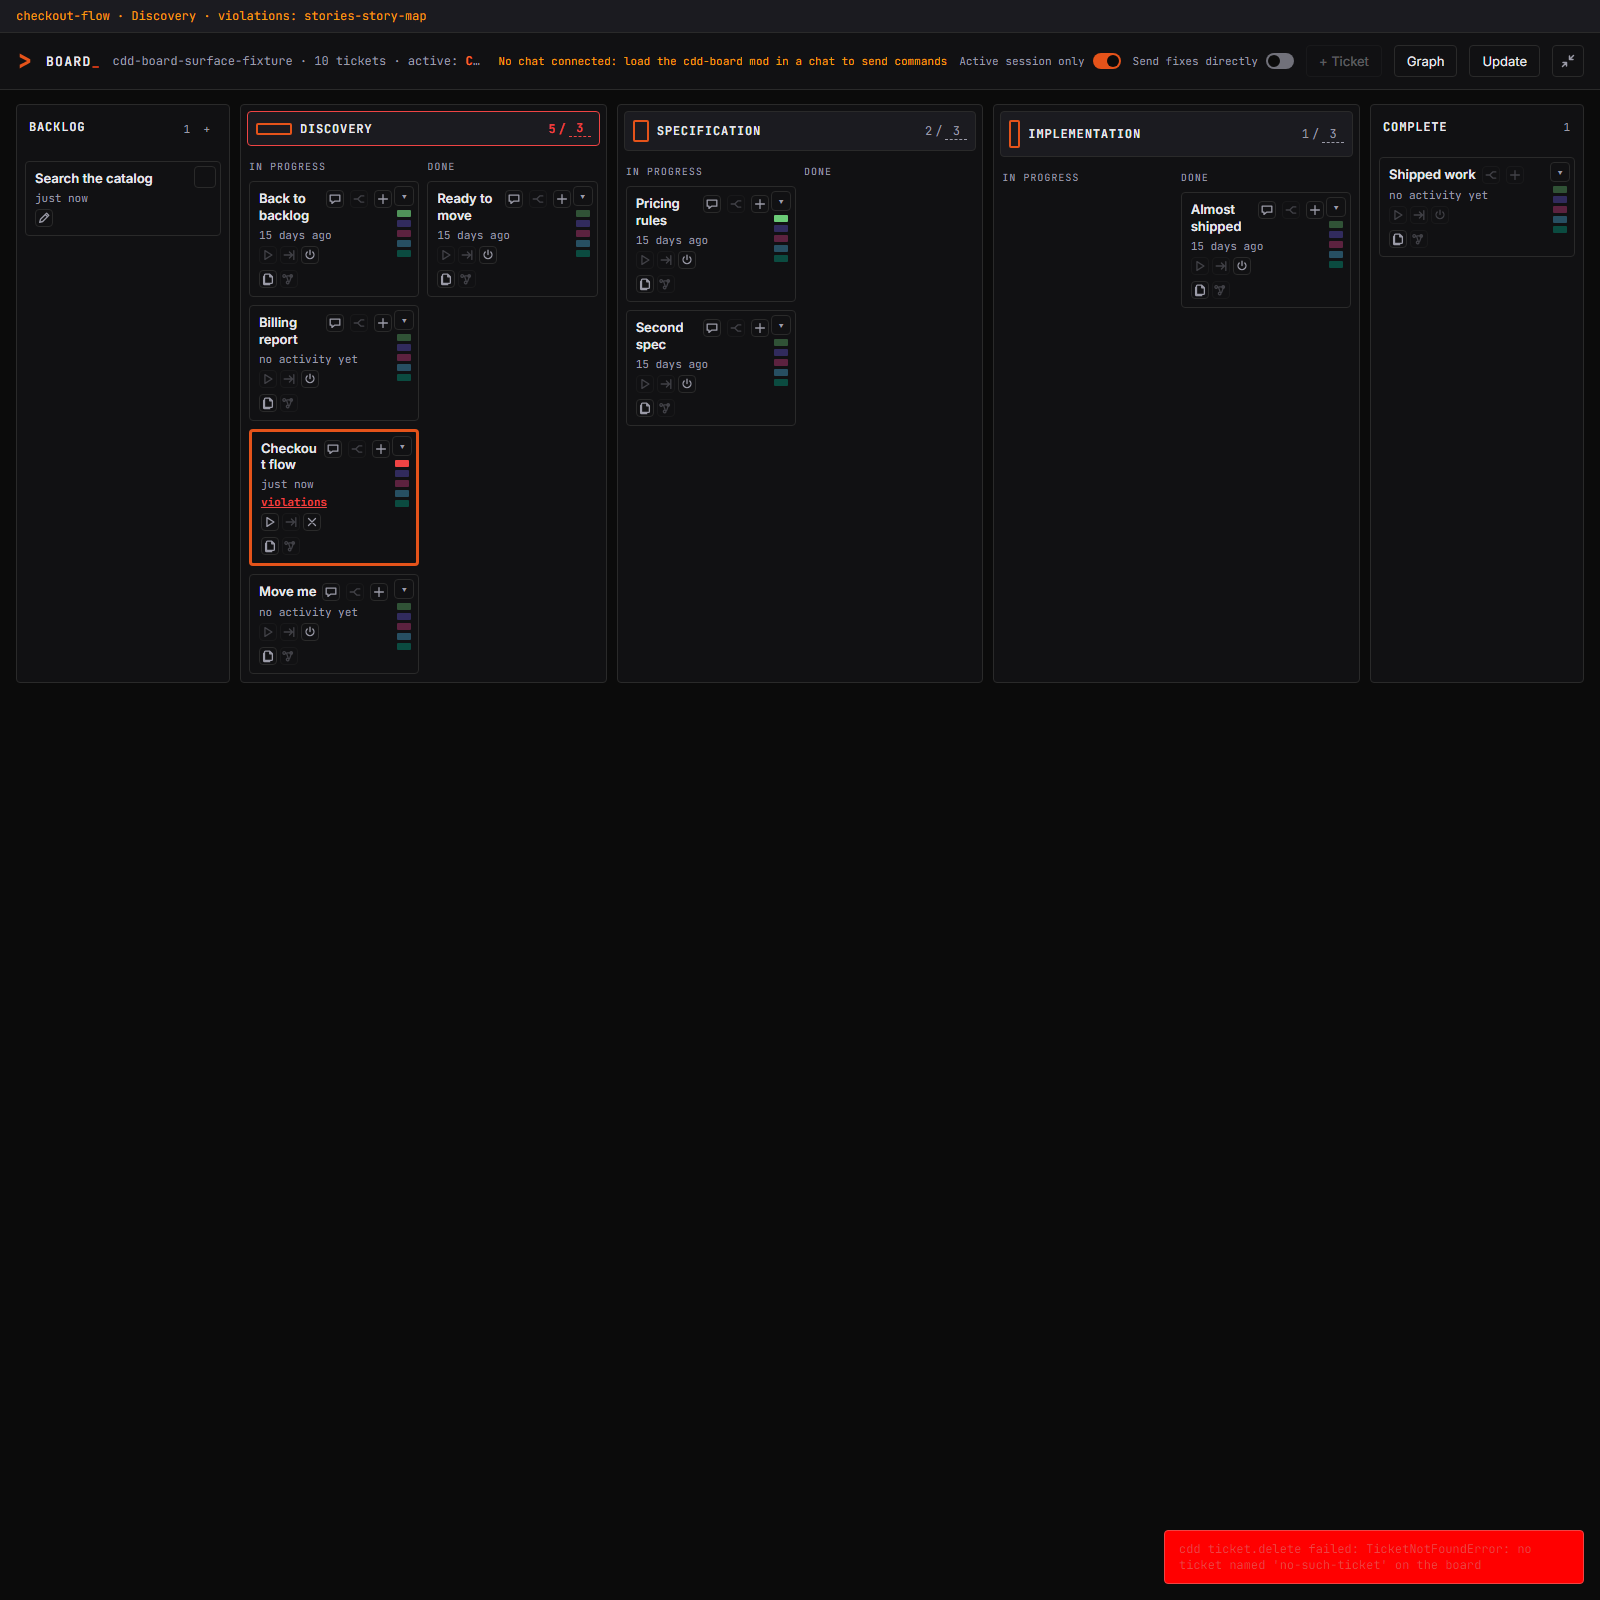 checkout-flow · Discovery · violations: stories-story-map
> BOARD_ cdd-board-surface-fixture · 10 tickets · active: C… No chat connected: load the cdd-board mod in a chat to send commands Active session only Send fixes directly + Ticket Graph Update
BACKLOG 1 +
Search the catalog
just now
DISCOVERY 5/ 3
IN PROGRESS
Back to
backlog
15 days ago
Billing
report
no activity yet
Checkou
t flow
just now
violations
Move me
no activity yet
DONE
Ready to
move
15 days ago
SPECIFICATION 2/ 3
IN PROGRESS
Pricing
rules
15 days ago
Second
spec
15 days ago
DONE
IMPLEMENTATION 1/ 3
IN PROGRESS
DONE
Almost
shipped
15 days ago
COMPLETE 1
Shipped work
no activity yet
cdd ticket.delete failed: TicketNotFoundError: no
ticket named 'no-such-ticket' on the board